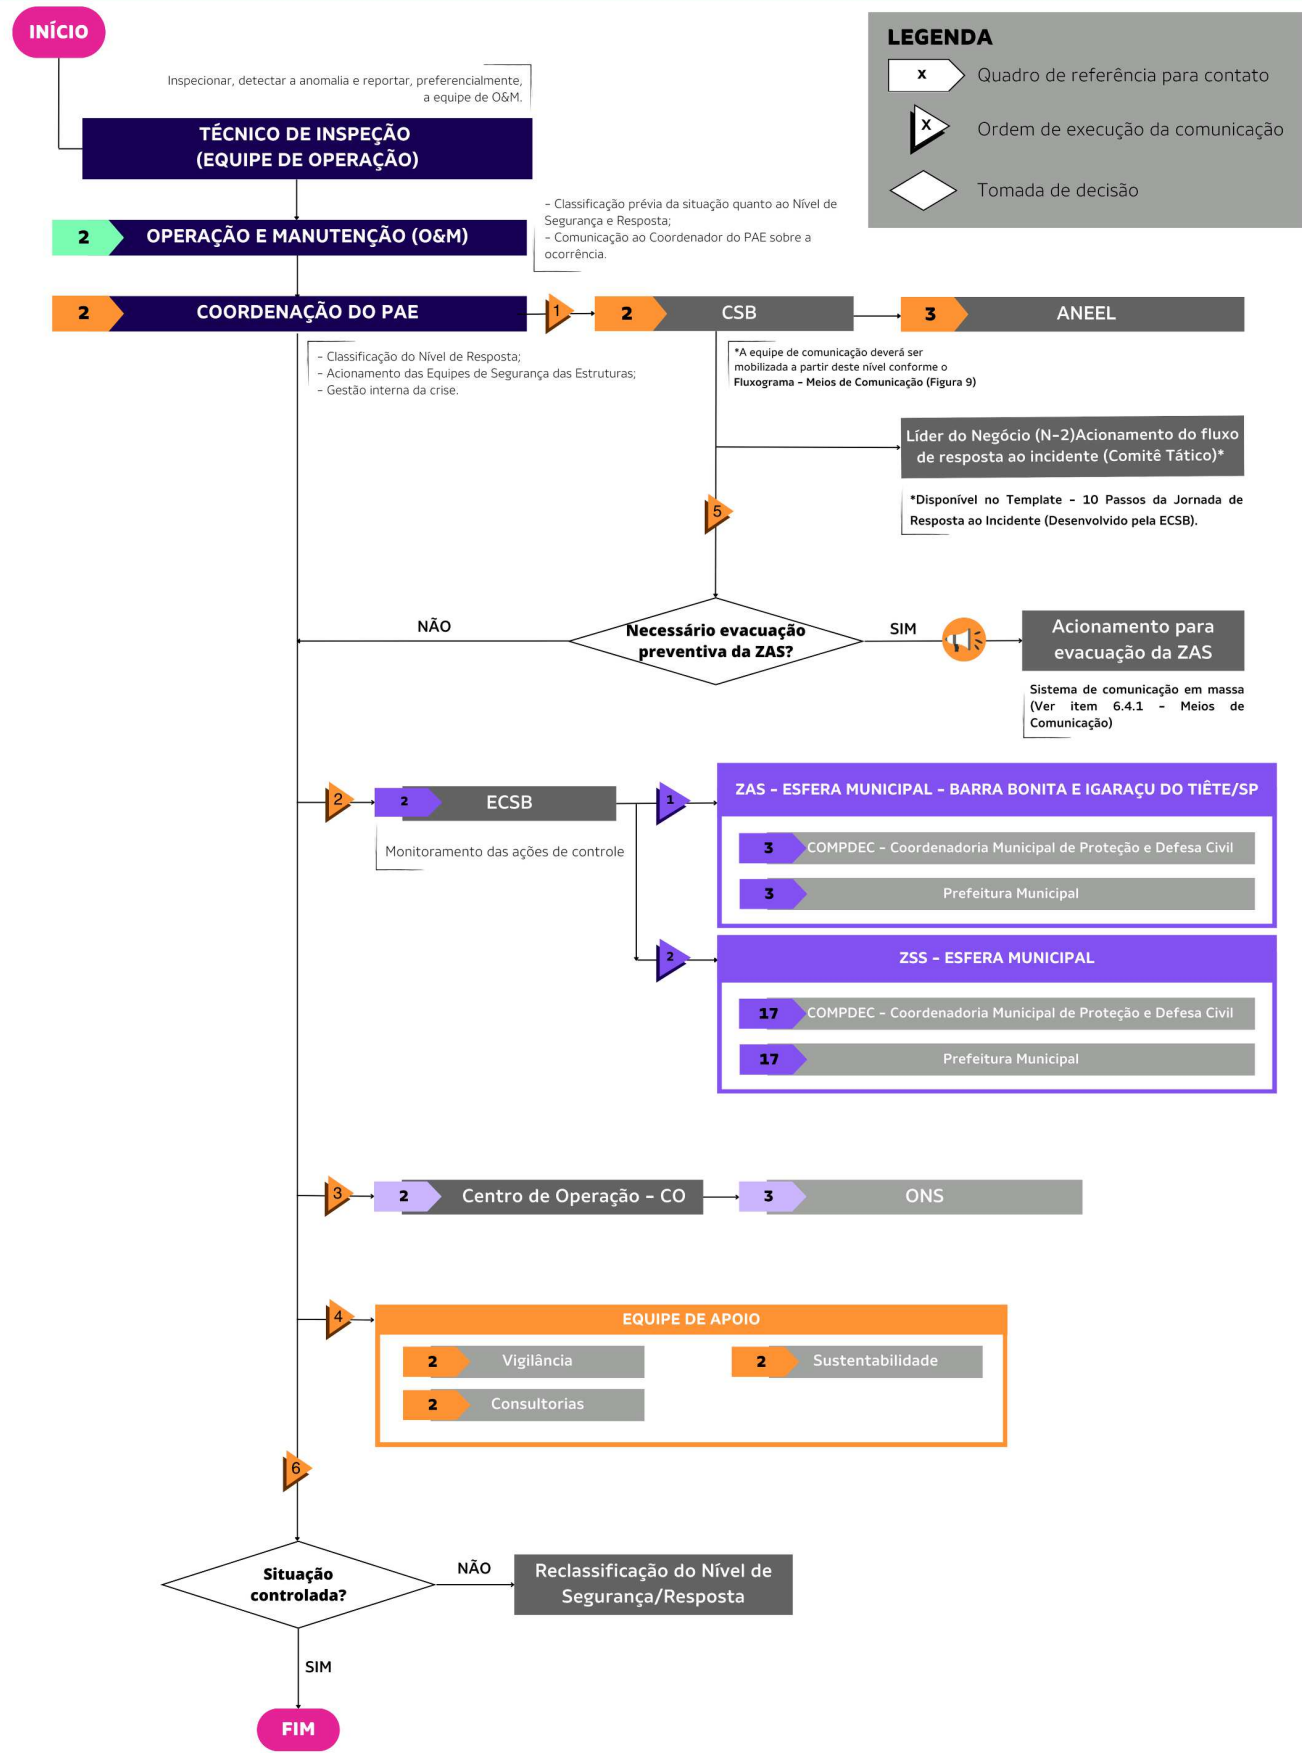 INÍCIO
LEGENDA
X
Quadro de referência para contato
X
Ordem de execução da comunicação
Tomada de decisão
Inspecionar, detectar a anomalia e reportar, preferencialmente,
a equipe de O&M.
TÉCNICO DE INSPEÇÃO
(EQUIPE DE OPERAÇÃO)
2
OPERAÇÃO E MANUTENÇÃO (O&M)
- Classificação prévia da situação quanto ao Nível de
Segurança e Resposta;
- Comunicação ao Coordenador do PAE sobre a
ocorrência.
2
COORDENAÇÃO DO PAE
1
2
CSB
3
ANEEL
- Classificação do Nível de Resposta;
- Acionamento das Equipes de Segurança das Estruturas;
- Gestão interna da crise.
*A equipe de comunicação deverá ser
mobilizada a partir deste nível conforme o
Fluxograma - Meios de Comunicação (Figura 9)
Líder do Negócio (N-2)Acionamento do fluxo
de resposta ao incidente (Comitê Tático)*
*Disponível no Template - 10 Passos da Jornada de
Resposta ao Incidente (Desenvolvido pela ECSB).
5
Necessário evacuação
preventiva da ZAS?
NÃO
SIM
Acionamento para
evacuação da ZAS
Sistema de comunicação em massa
(Ver item 6.4.1 - Meios de
Comunicação)
2
2
ECSB
Monitoramento das ações de controle
1
ZAS - ESFERA MUNICIPAL - BARRA BONITA E IGARAÇU DO TIÊTE/SP
3
COMPDEC - Coordenadoria Municipal de Proteção e Defesa Civil
3
Prefeitura Municipal
2
ZSS - ESFERA MUNICIPAL
17
COMPDEC - Coordenadoria Municipal de Proteção e Defesa Civil
17
Prefeitura Municipal
3
2
Centro de Operação - CO
3
ONS
4
EQUIPE DE APOIO
2
Vigilância
2
Sustentabilidade
2
Consultorias
6
Situação
controlada?
NÃO
Reclassificação do Nível de
Segurança/Resposta
SIM
FIM